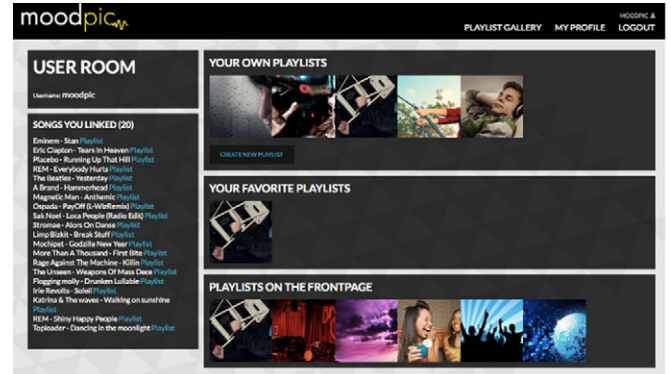 moodpic
MOODPIC &
PLAYLIST GALLERY MY PROFILE LOGOUT
USER ROOM
Username: moodpic
SONGS YOU LINKED (20)
Eminem - Stan Playlist
Eric Clapton - Tears In Heaven Playlist
Placebo - Running Up That Hill Playlist
REM - Everybody Hurts Playlist
The Beatles - Yesterday Playlist
A Brand - Hammerhead Playlist
Magnetic Man - Anthemic Playlist
Ospada - PayOff (L-WizRemix) Playlist
Sak Noel - Loca People (Radio Edit) Playlist
Stromae - Alors On Danse Playlist
Limp Bizkit - Break Stuff Playlist
Mochipet - Godzilla New Year Playlist
More Than A Thousand - First Bite Playlist
Rage Against The Machine - Killin Playlist
The Unseen - Weapons Of Mass Dece Playlist
Flogging molly - Drunken Lullabie Playlist
Irie Revolts - Soleil Playlist
Katrina & The waves - Walking on sunshine
Playlist
REM - Shiny Happy People Playlist
Toploader - Dancing in the moonlight Playlist
YOUR OWN PLAYLISTS
CREATE NEW PLAYLIST
YOUR FAVORITE PLAYLISTS
PLAYLISTS ON THE FRONTPAGE